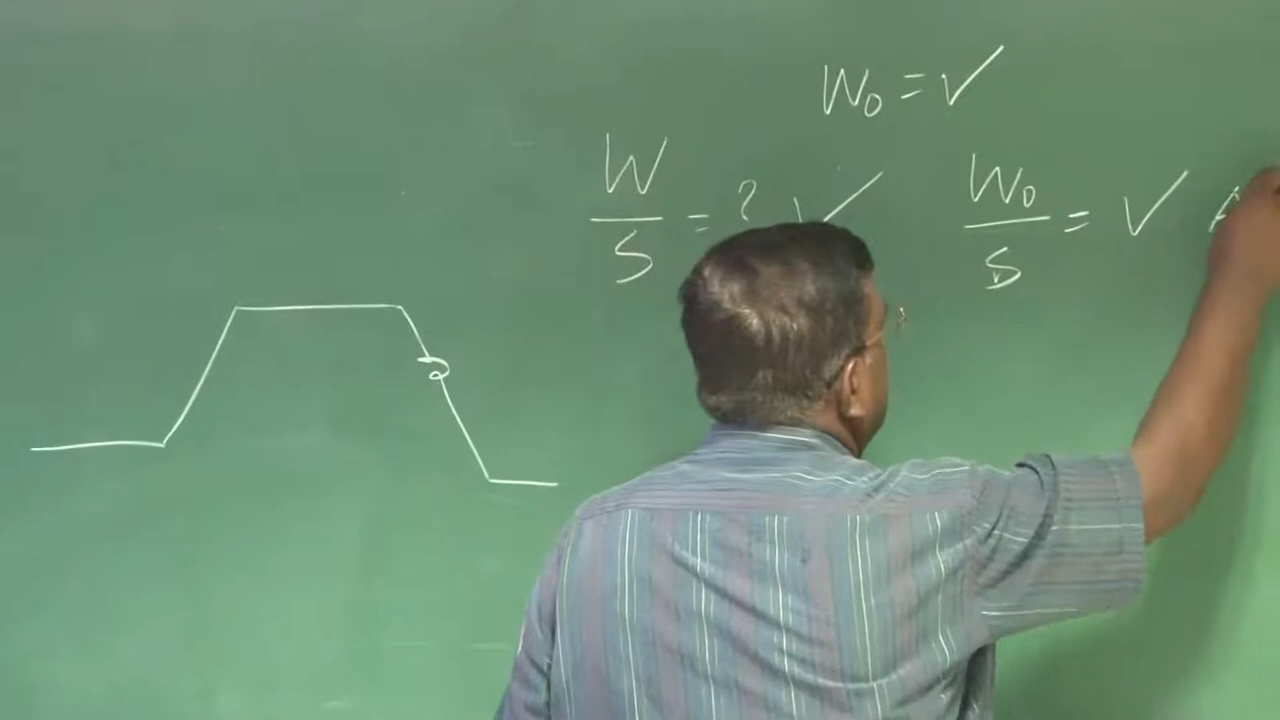 W₀ = ✓
W/S = ? ✓
W₀/S = ✓